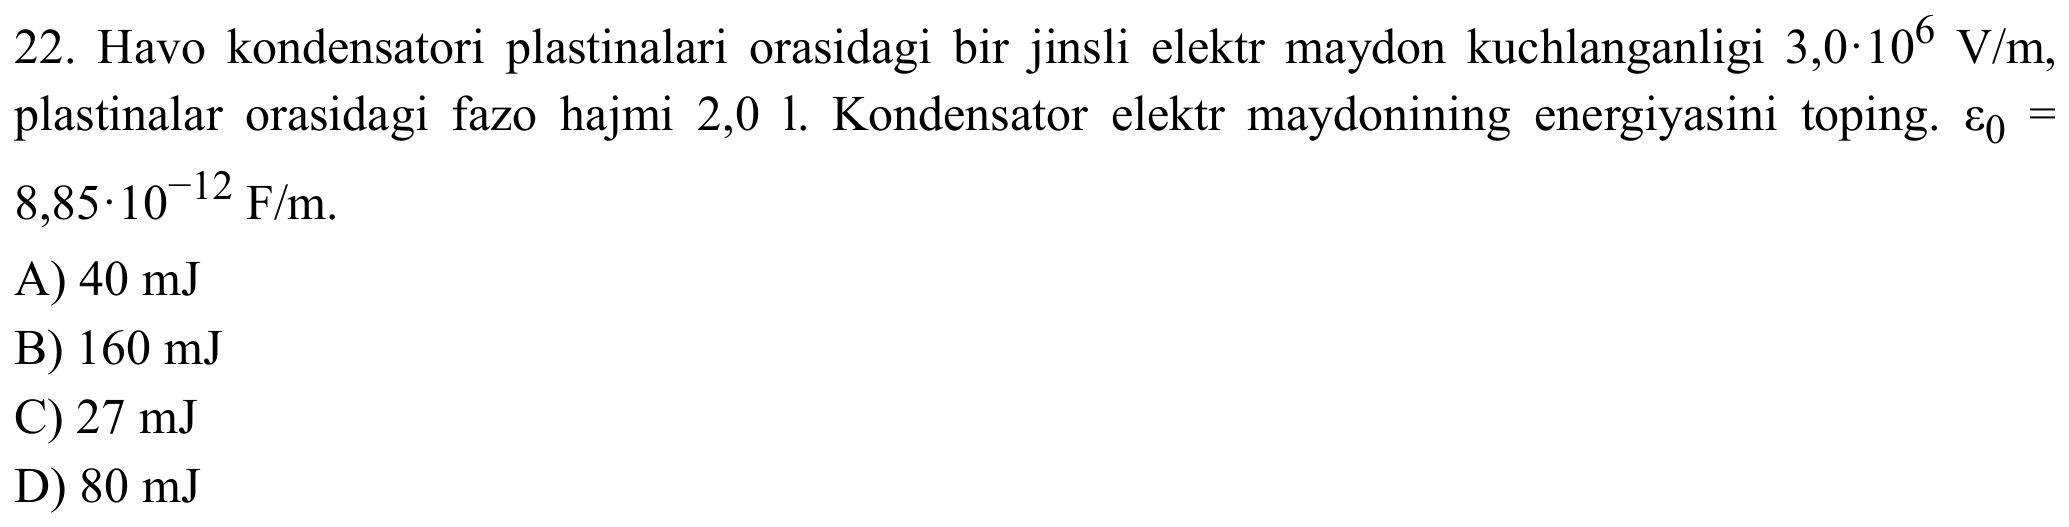 22. Havo kondensatori plastinalari orasidagi bir jinsli elektr maydon kuchlanganligi 3,0·10⁶ V/m,
plastinalar orasidagi fazo hajmi 2,0 l. Kondensator elektr maydonining energiyasini toping. ε₀ =
8,85·10⁻¹² F/m.
A) 40 mJ
B) 160 mJ
C) 27 mJ
D) 80 mJ